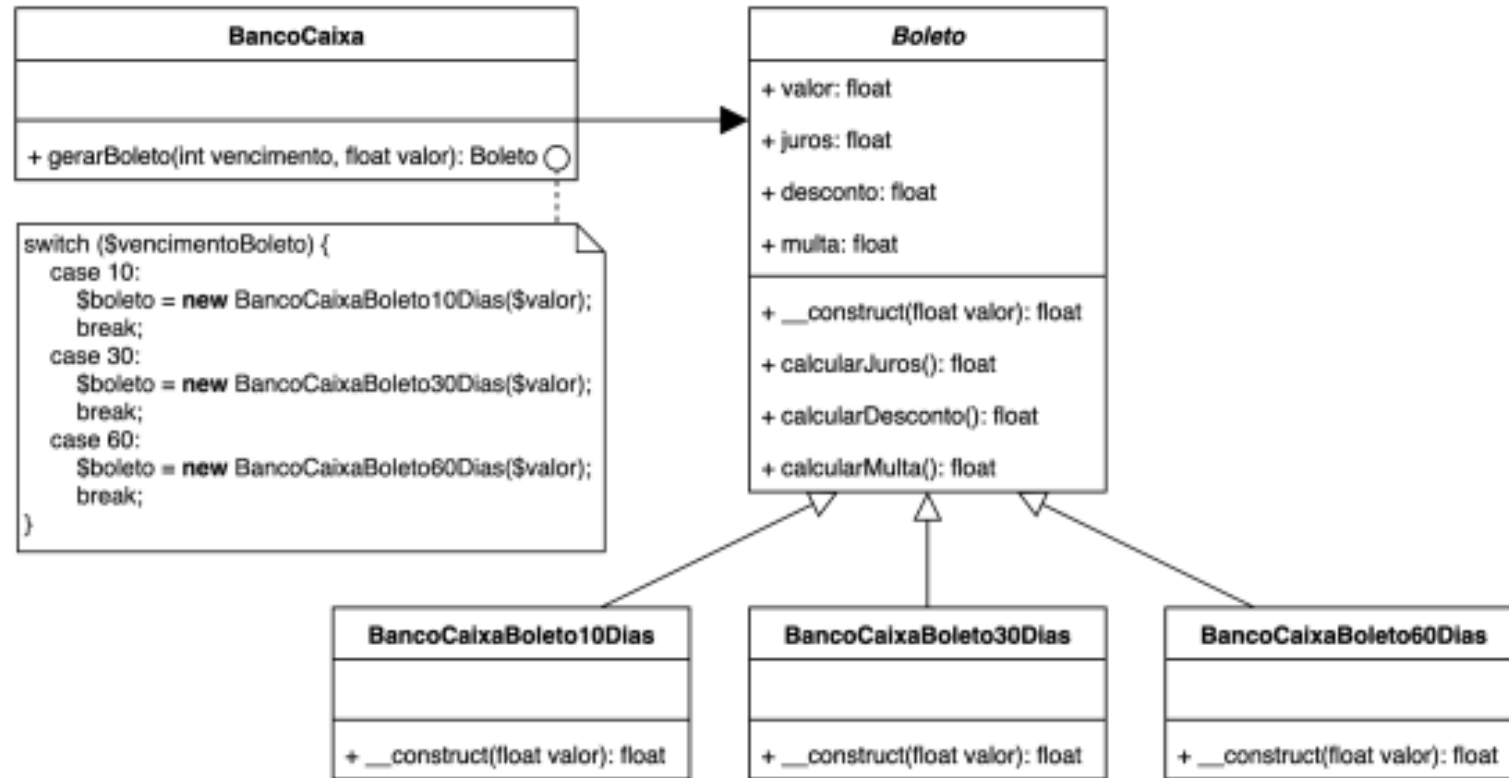 BancoCaixa
+ gerarBoleto(int vencimento, float valor): Boleto
switch ($vencimentoBoleto) {
case 10:
$boleto = new BancoCaixaBoleto10Dias($valor);
break;
case 30:
$boleto = new BancoCaixaBoleto30Dias($valor);
break;
case 60:
$boleto = new BancoCaixaBoleto60Dias($valor);
break;
}
Boleto
+ valor: float
+ juros: float
+ desconto: float
+ multa: float
+ __construct(float valor): float
+ calcularJuros(): float
+ calcularDesconto(): float
+ calcularMulta(): float
BancoCaixaBoleto10Dias
+ __construct(float valor): float
BancoCaixaBoleto30Dias
+ __construct(float valor): float
BancoCaixaBoleto60Dias
+ __construct(float valor): float